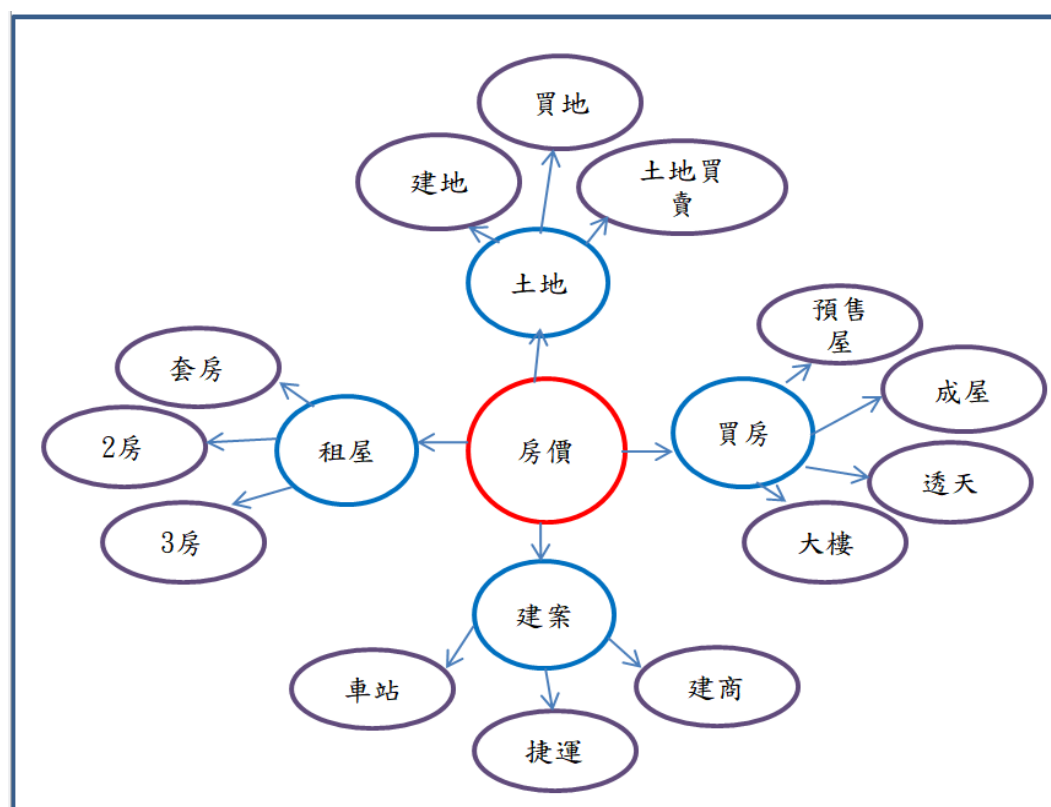 買地
建地
土地買
賣
土地
預售
屋
套房
成屋
2房
租屋
房價
買房
透天
3房
大樓
建案
車站
建商
捷運